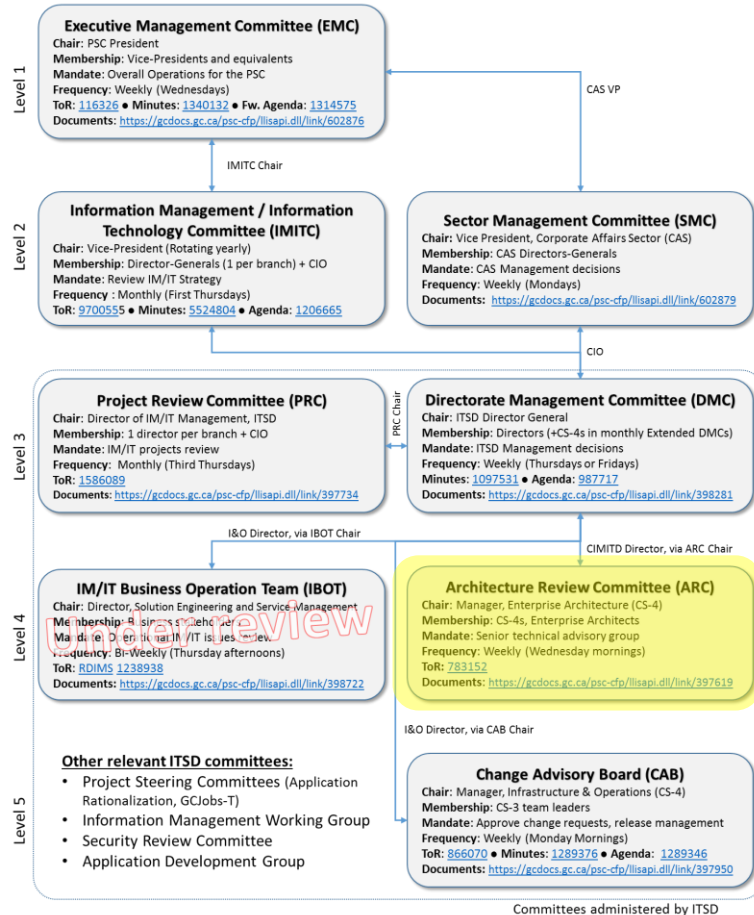 Level 1
Executive Management Committee (EMC)
Chair: PSC President
Membership: Vice-Presidents and equivalents
Mandate: Overall Operations for the PSC
Frequency: Weekly (Wednesdays)
ToR: 116326 ● Minutes: 1340132 ● Fw. Agenda: 1314575
Documents: https://gcdocs.gc.ca/psc-cfp/llisapi.dll/link/602876
CAS VP
IMITC Chair
Level 2
Information Management / Information
Technology Committee (IMITC)
Chair: Vice-President (Rotating yearly)
Membership: Director-Generals (1 per branch) + CIO
Mandate: Review IM/IT Strategy
Frequency : Monthly (First Thursdays)
ToR: 9700555 ● Minutes: 5524804 ● Agenda: 1206665
Sector Management Committee (SMC)
Chair: Vice President, Corporate Affairs Sector (CAS)
Membership: CAS Directors-Generals
Mandate: CAS Management decisions
Frequency: Weekly (Mondays)
Documents: https://gcdocs.gc.ca/psc-cfp/llisapi.dll/link/602879
CIO
Level 3
Project Review Committee (PRC)
Chair: Director of IM/IT Management, ITSD
Membership: 1 director per branch + CIO
Mandate: IM/IT projects review
Frequency: Monthly (Third Thursdays)
ToR: 1586089
Documents: https://gcdocs.gc.ca/psc-cfp/llisapi.dll/link/397734
PRC Chair
Directorate Management Committee (DMC)
Chair: ITSD Director General
Membership: Directors (+CS-4s in monthly Extended DMCs)
Mandate: ITSD Management decisions
Frequency: Weekly (Thursdays or Fridays)
Minutes: 1097531 ● Agenda: 987717
Documents: https://gcdocs.gc.ca/psc-cfp/llisapi.dll/link/398281
I&O Director, via IBOT Chair
CIMITD Director, via ARC Chair
Level 4
IM/IT Business Operation Team (IBOT)
Chair: Director, Solution Engineering and Service Management
Membership: Business stakeholders
Mandate: Operational IM/IT issues review
Frequency: Bi-Weekly (Thursday afternoons)
ToR: RDIMS 1238938
Documents: https://gcdocs.gc.ca/psc-cfp/llisapi.dll/link/398722
Under review
Architecture Review Committee (ARC)
Chair: Manager, Enterprise Architecture (CS-4)
Membership: CS-4s, Enterprise Architects
Mandate: Senior technical advisory group
Frequency: Weekly (Wednesday mornings)
ToR: 783152
Documents: https://gcdocs.gc.ca/psc-cfp/llisapi.dll/link/397619
I&O Director, via CAB Chair
Level 5
Other relevant ITSD committees:
• Project Steering Committees (Application
Rationalization, GCJobs-T)
• Information Management Working Group
• Security Review Committee
• Application Development Group
Change Advisory Board (CAB)
Chair: Manager, Infrastructure & Operations (CS-4)
Membership: CS-3 team leaders
Mandate: Approve change requests, release management
Frequency: Weekly (Monday Mornings)
ToR: 866070 ● Minutes: 1289376 ● Agenda: 1289346
Documents: https://gcdocs.gc.ca/psc-cfp/llisapi.dll/link/397950
Committees administered by ITSD